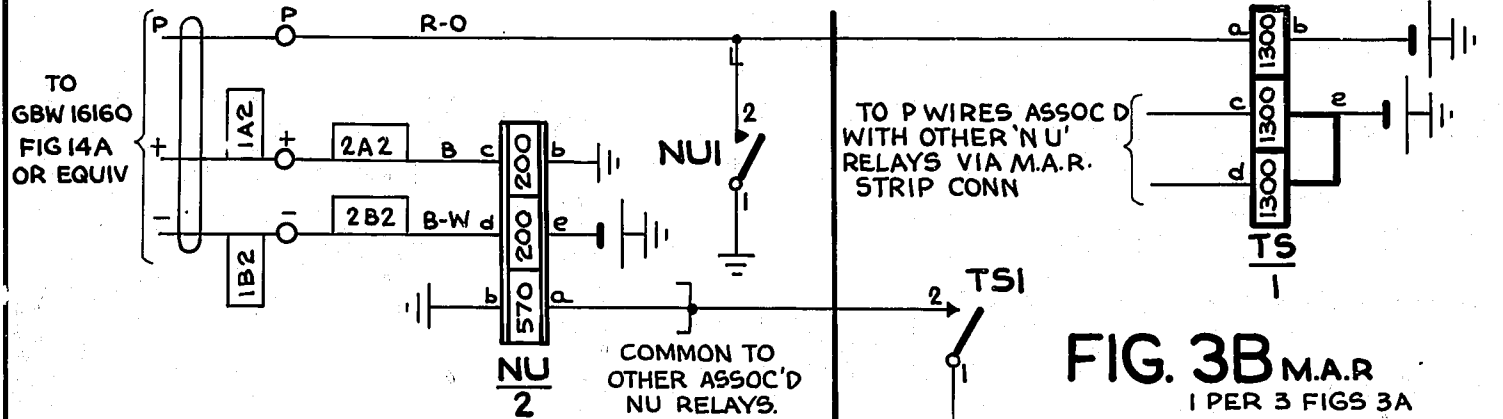 P P R-O a 1300 b
TO
GBW 16160
FIG 14A
OR EQUIV
1A2
+ + 2A2 B c 200 b
- - 2B2 B-W d 200 e
1B2
b 570 a
NU
2
NU1
2
1
COMMON TO
OTHER ASSOC'D
NU RELAYS.
TO P WIRES ASSOC D
WITH OTHER 'NU'
RELAYS VIA M.A.R.
STRIP CONN
c 1300 e
d 1300
TS
1
TS1
2
1
FIG. 3B M.A.R
1 PER 3 FIGS 3A